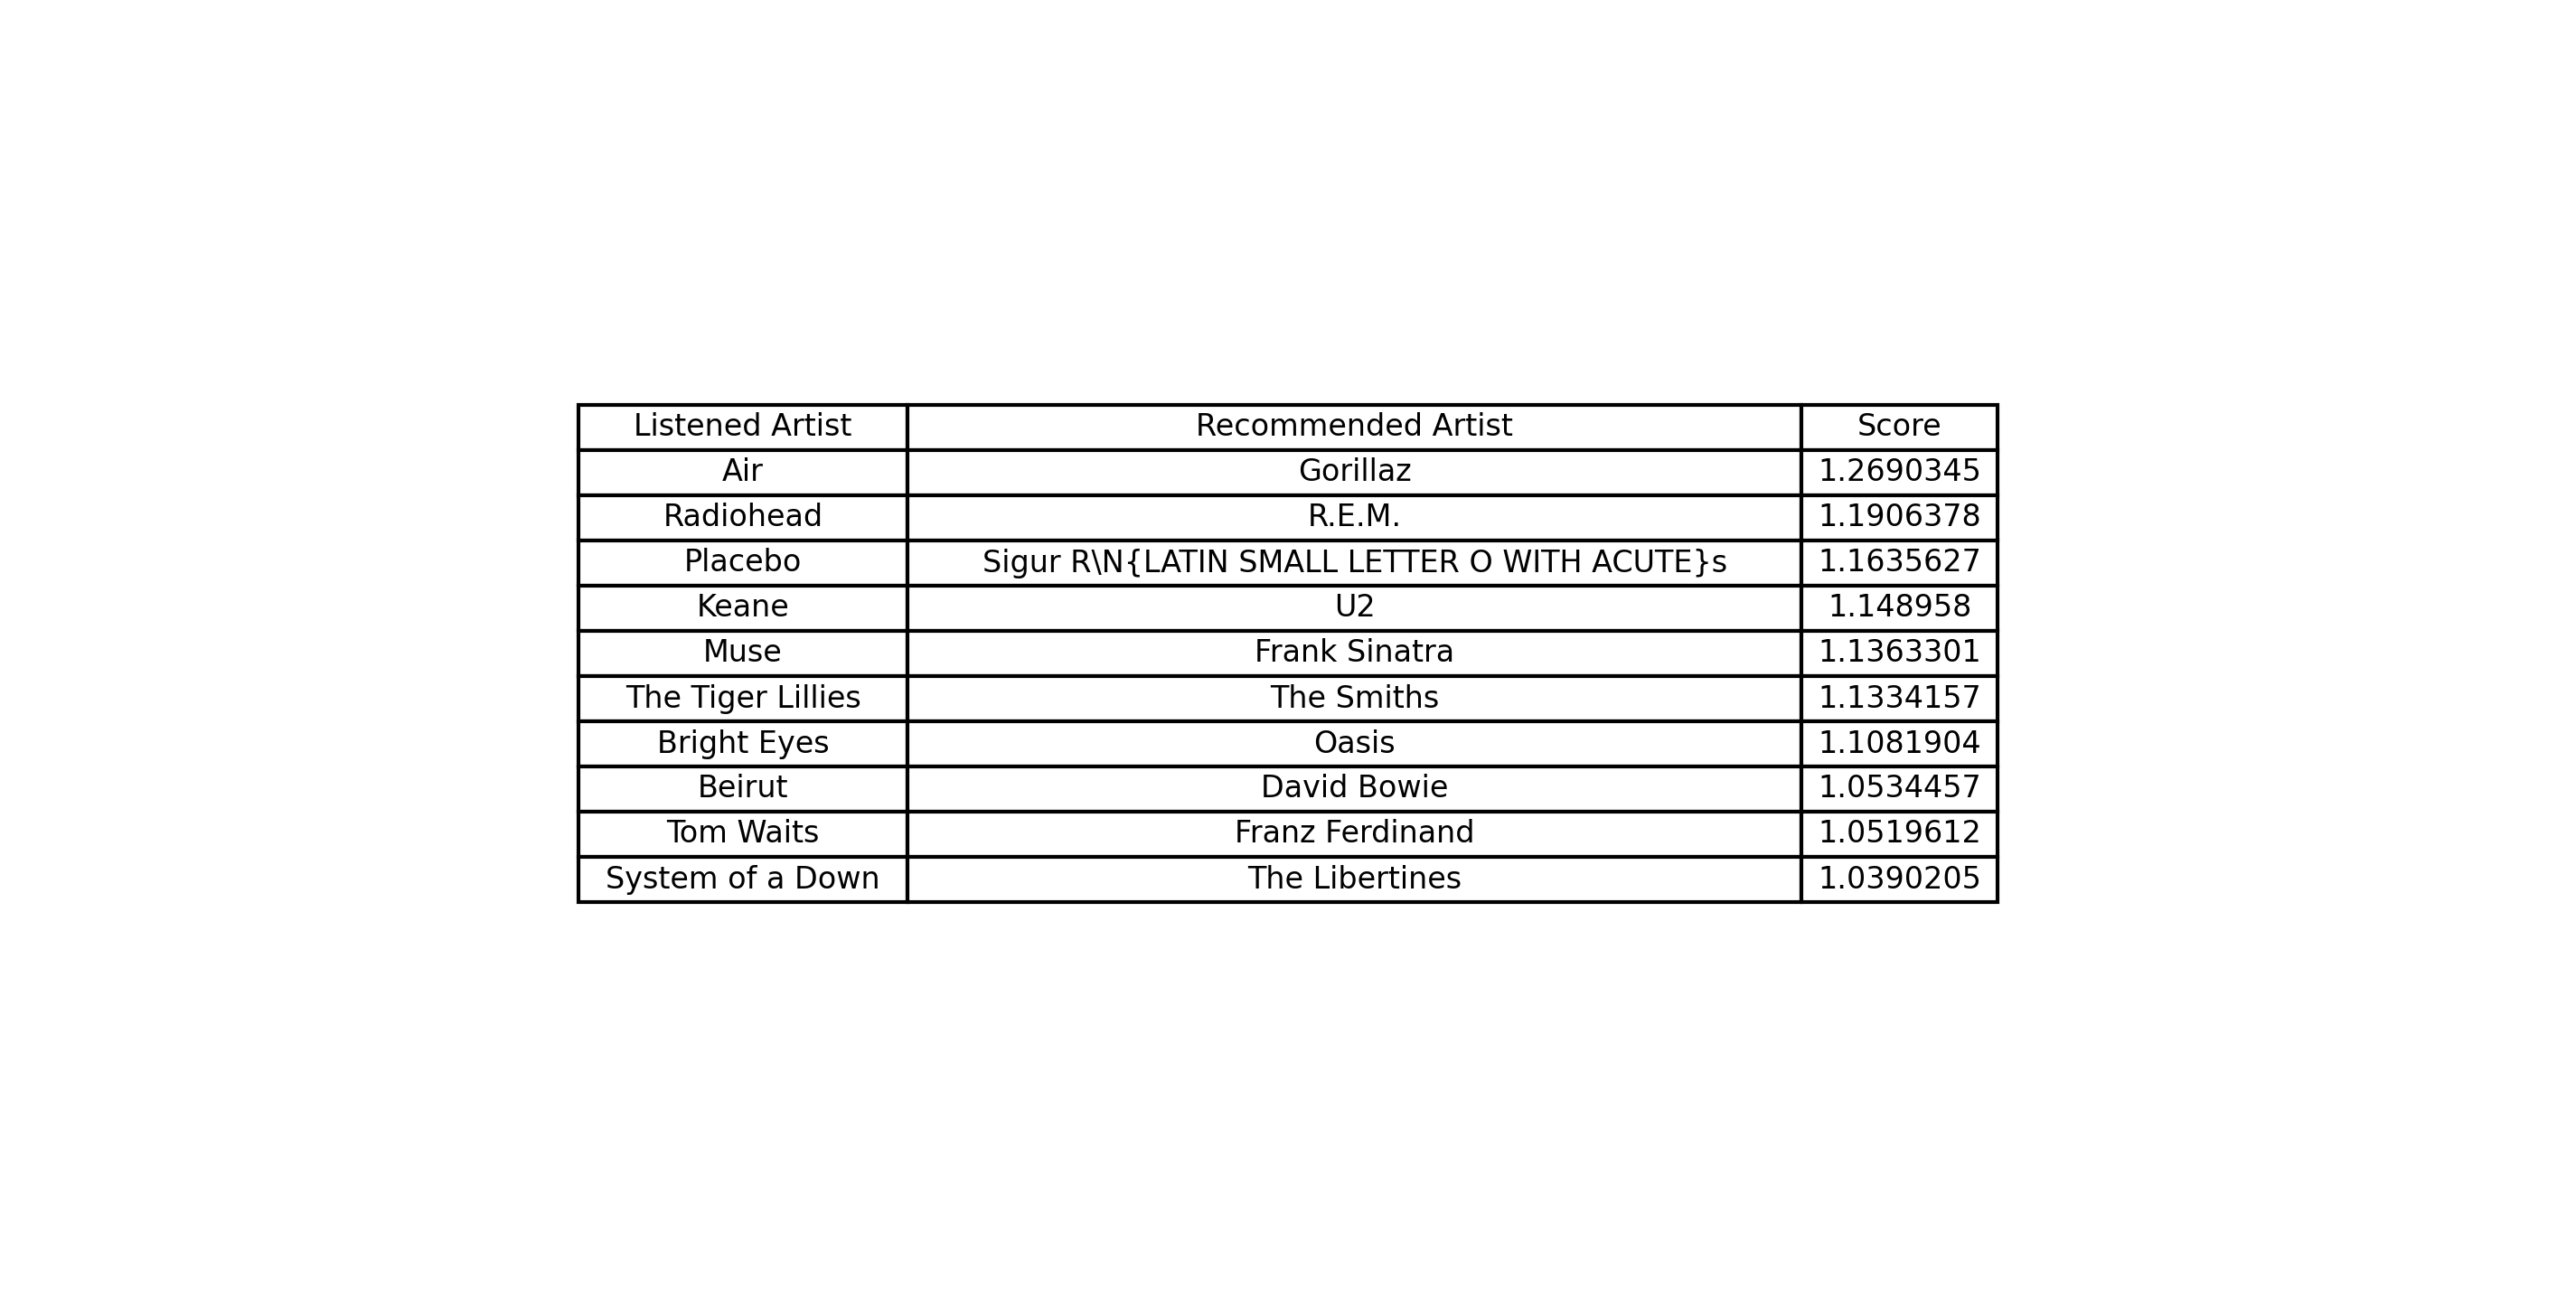 Listened Artist Recommended Artist Score
Air Gorillaz 1.2690345
Radiohead R.E.M. 1.1906378
Placebo Sigur R\N{LATIN SMALL LETTER O WITH ACUTE}s 1.1635627
Keane U2 1.148958
Muse Frank Sinatra 1.1363301
The Tiger Lillies The Smiths 1.1334157
Bright Eyes Oasis 1.1081904
Beirut David Bowie 1.0534457
Tom Waits Franz Ferdinand 1.0519612
System of a Down The Libertines 1.0390205